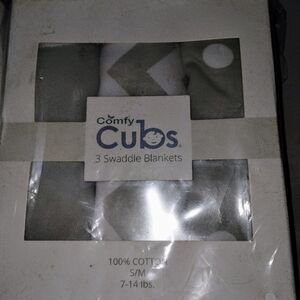 Comfy
Cubs
3 Swaddle Blankets
100% COTTON
S/M
7-14 lbs.